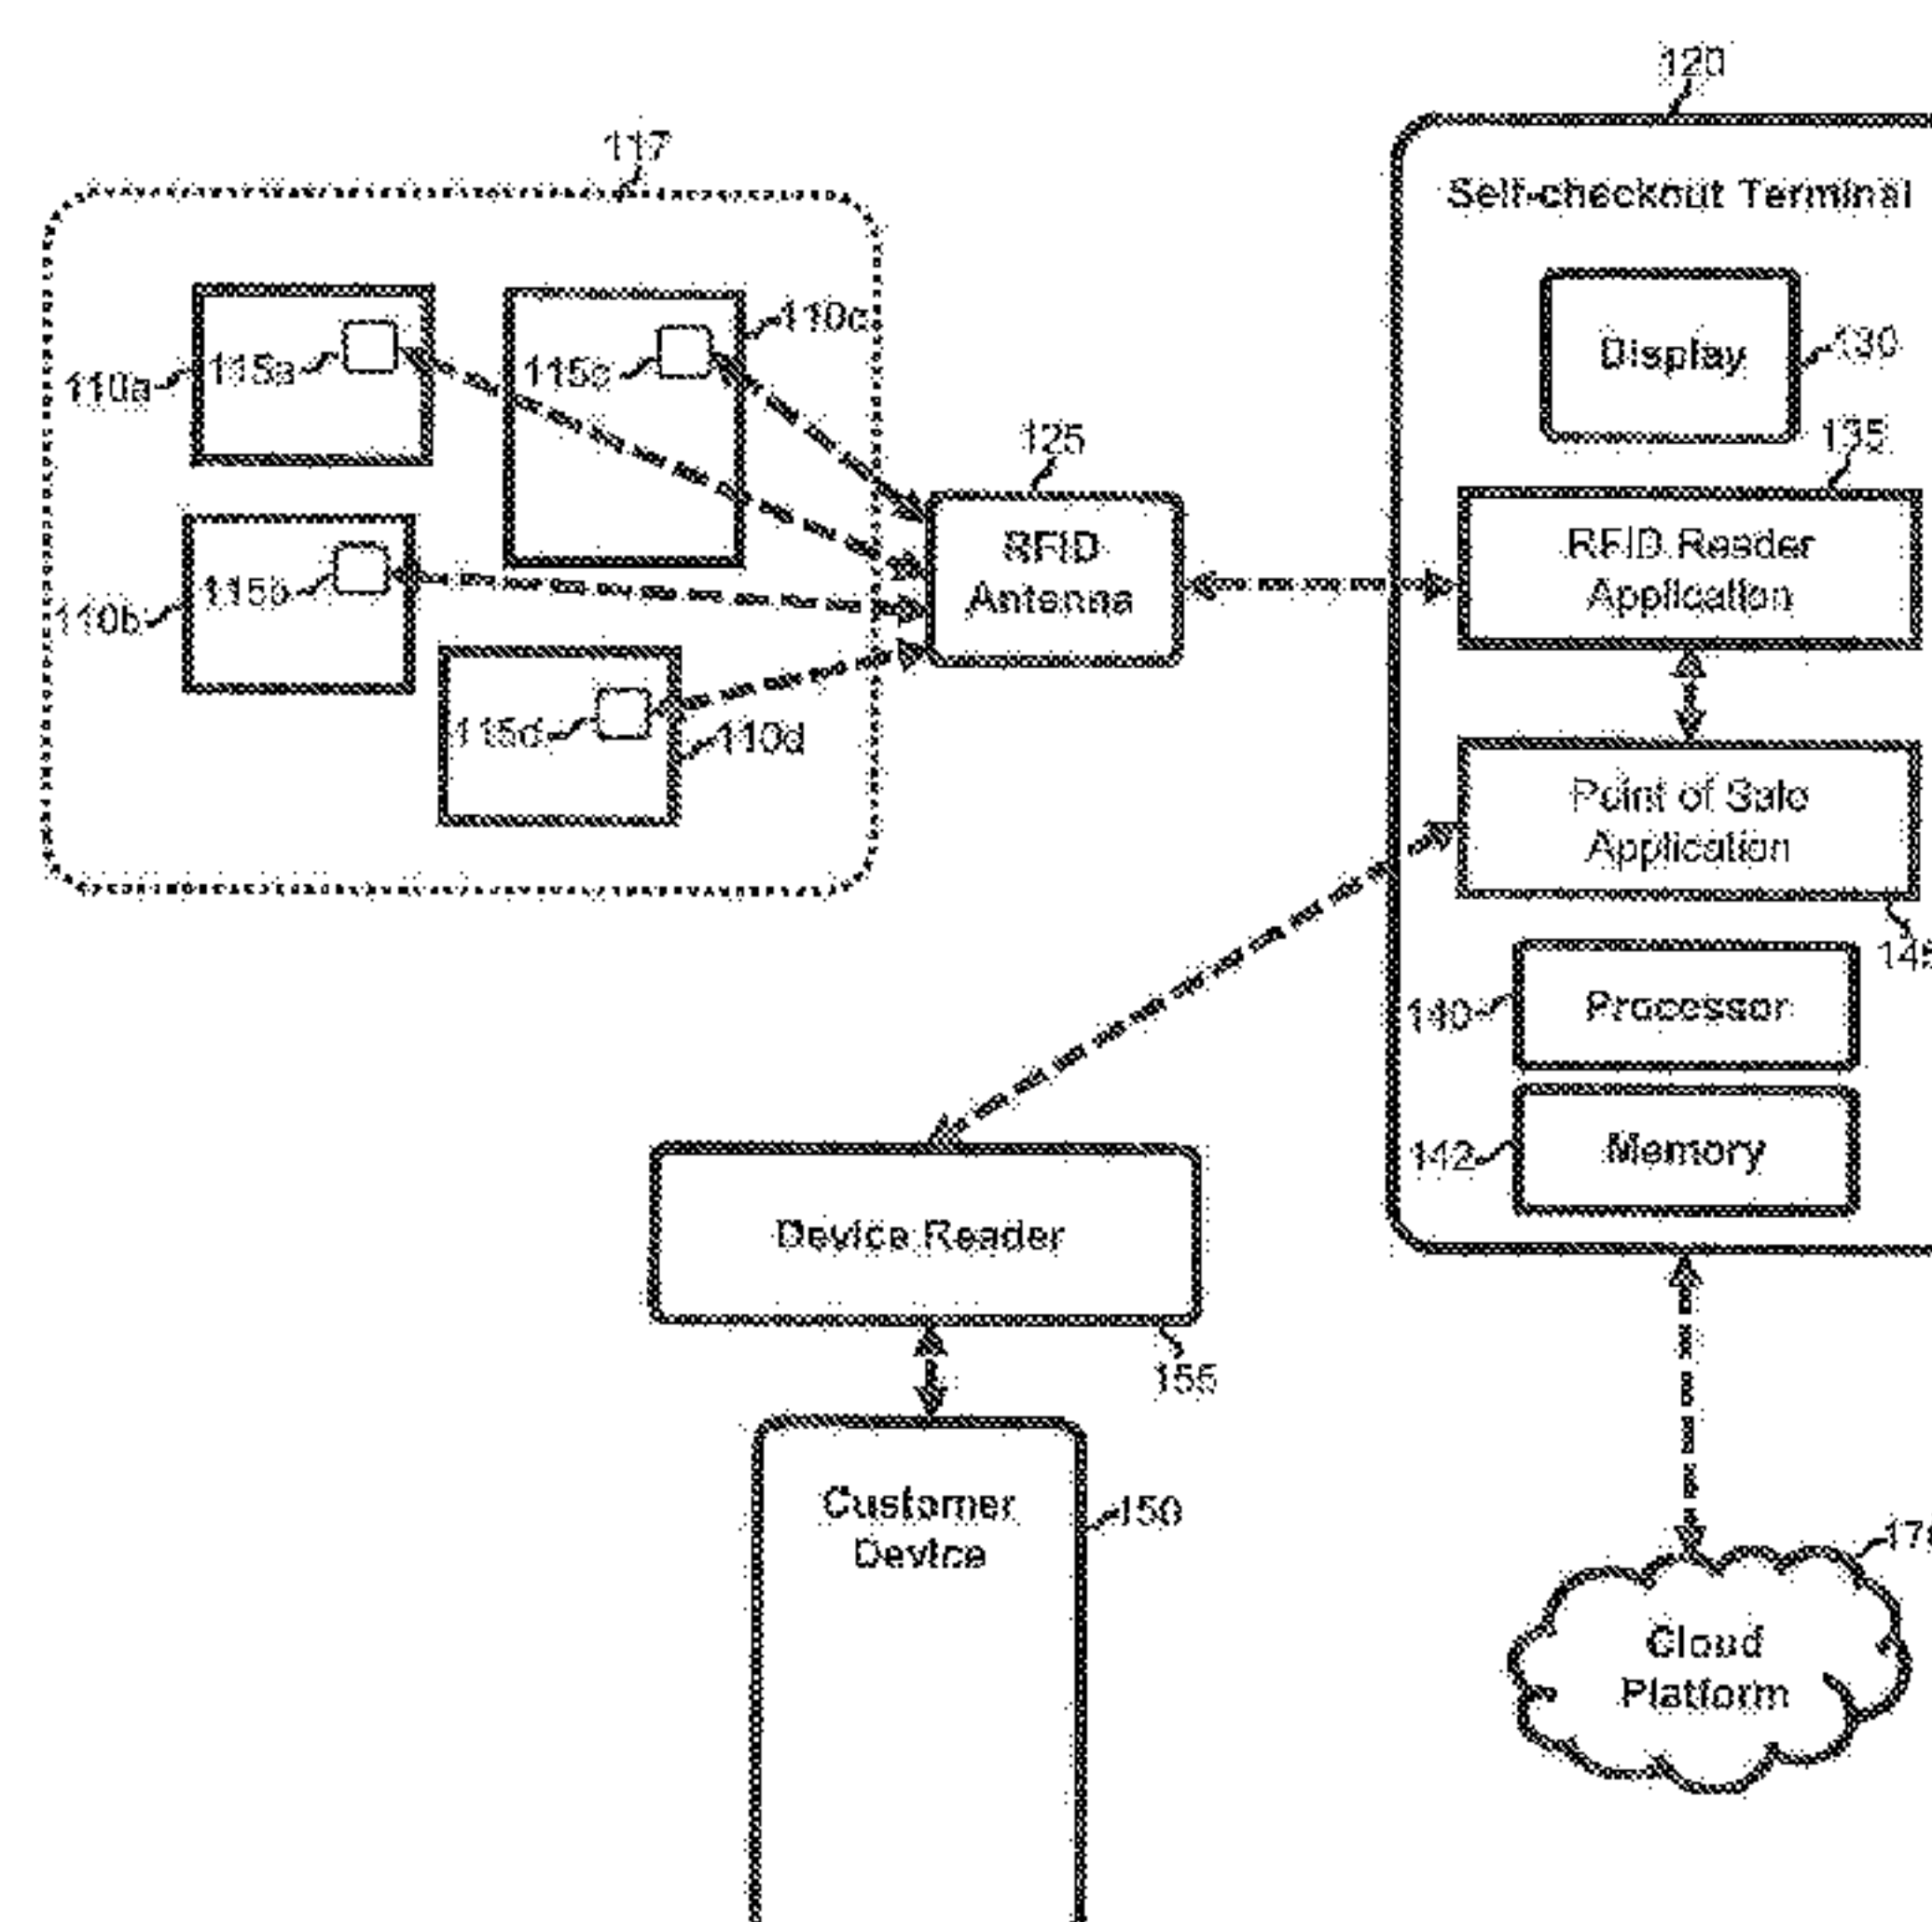 120
117
Self-checkout Terminal
110c
Display
130
110a
115a
115c
125
135
RFID
Antenna
RFID Reader
Application
110b
115b
115d
110d
Point of Sale
Application
145
140
Processor
142
Memory
Device Reader
155
Customer
Device
150
Cloud
Platform